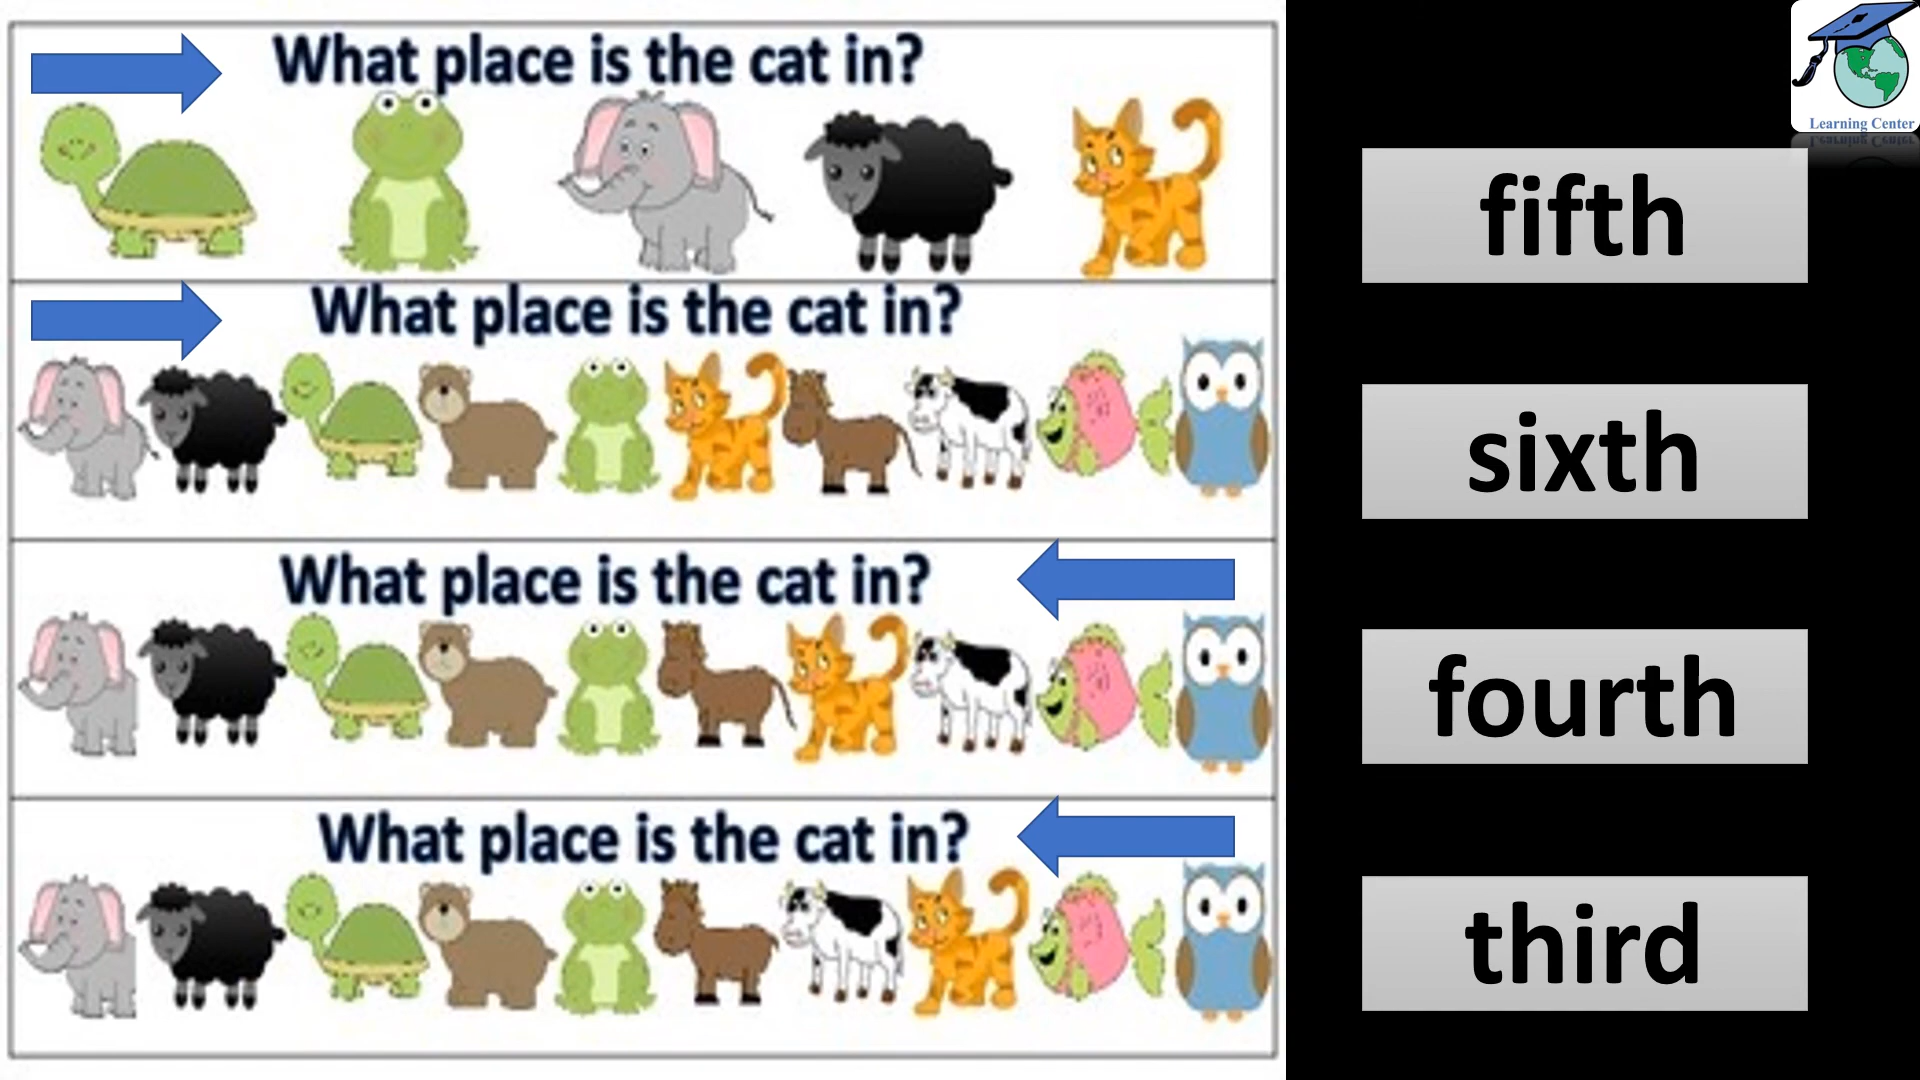 What place is the cat in?
Learning Center
fifth
What place is the cat in?
sixth
What place is the cat in?
fourth
What place is the cat in?
third